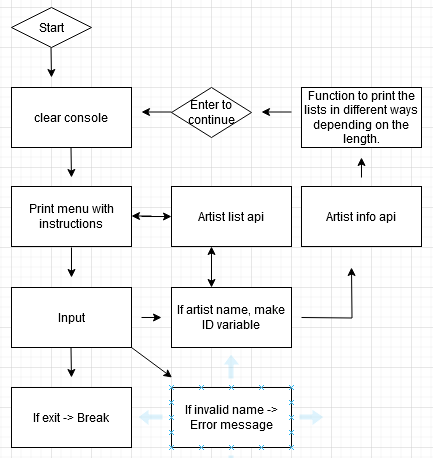 Start
clear console
Enter to
continue
Function to print the
lists in different ways
depending on the
length.
Print menu with
instructions
Artist list api
Artist info api
Input
If artist name, make
ID variable
If exit -> Break
If invalid name ->
Error message